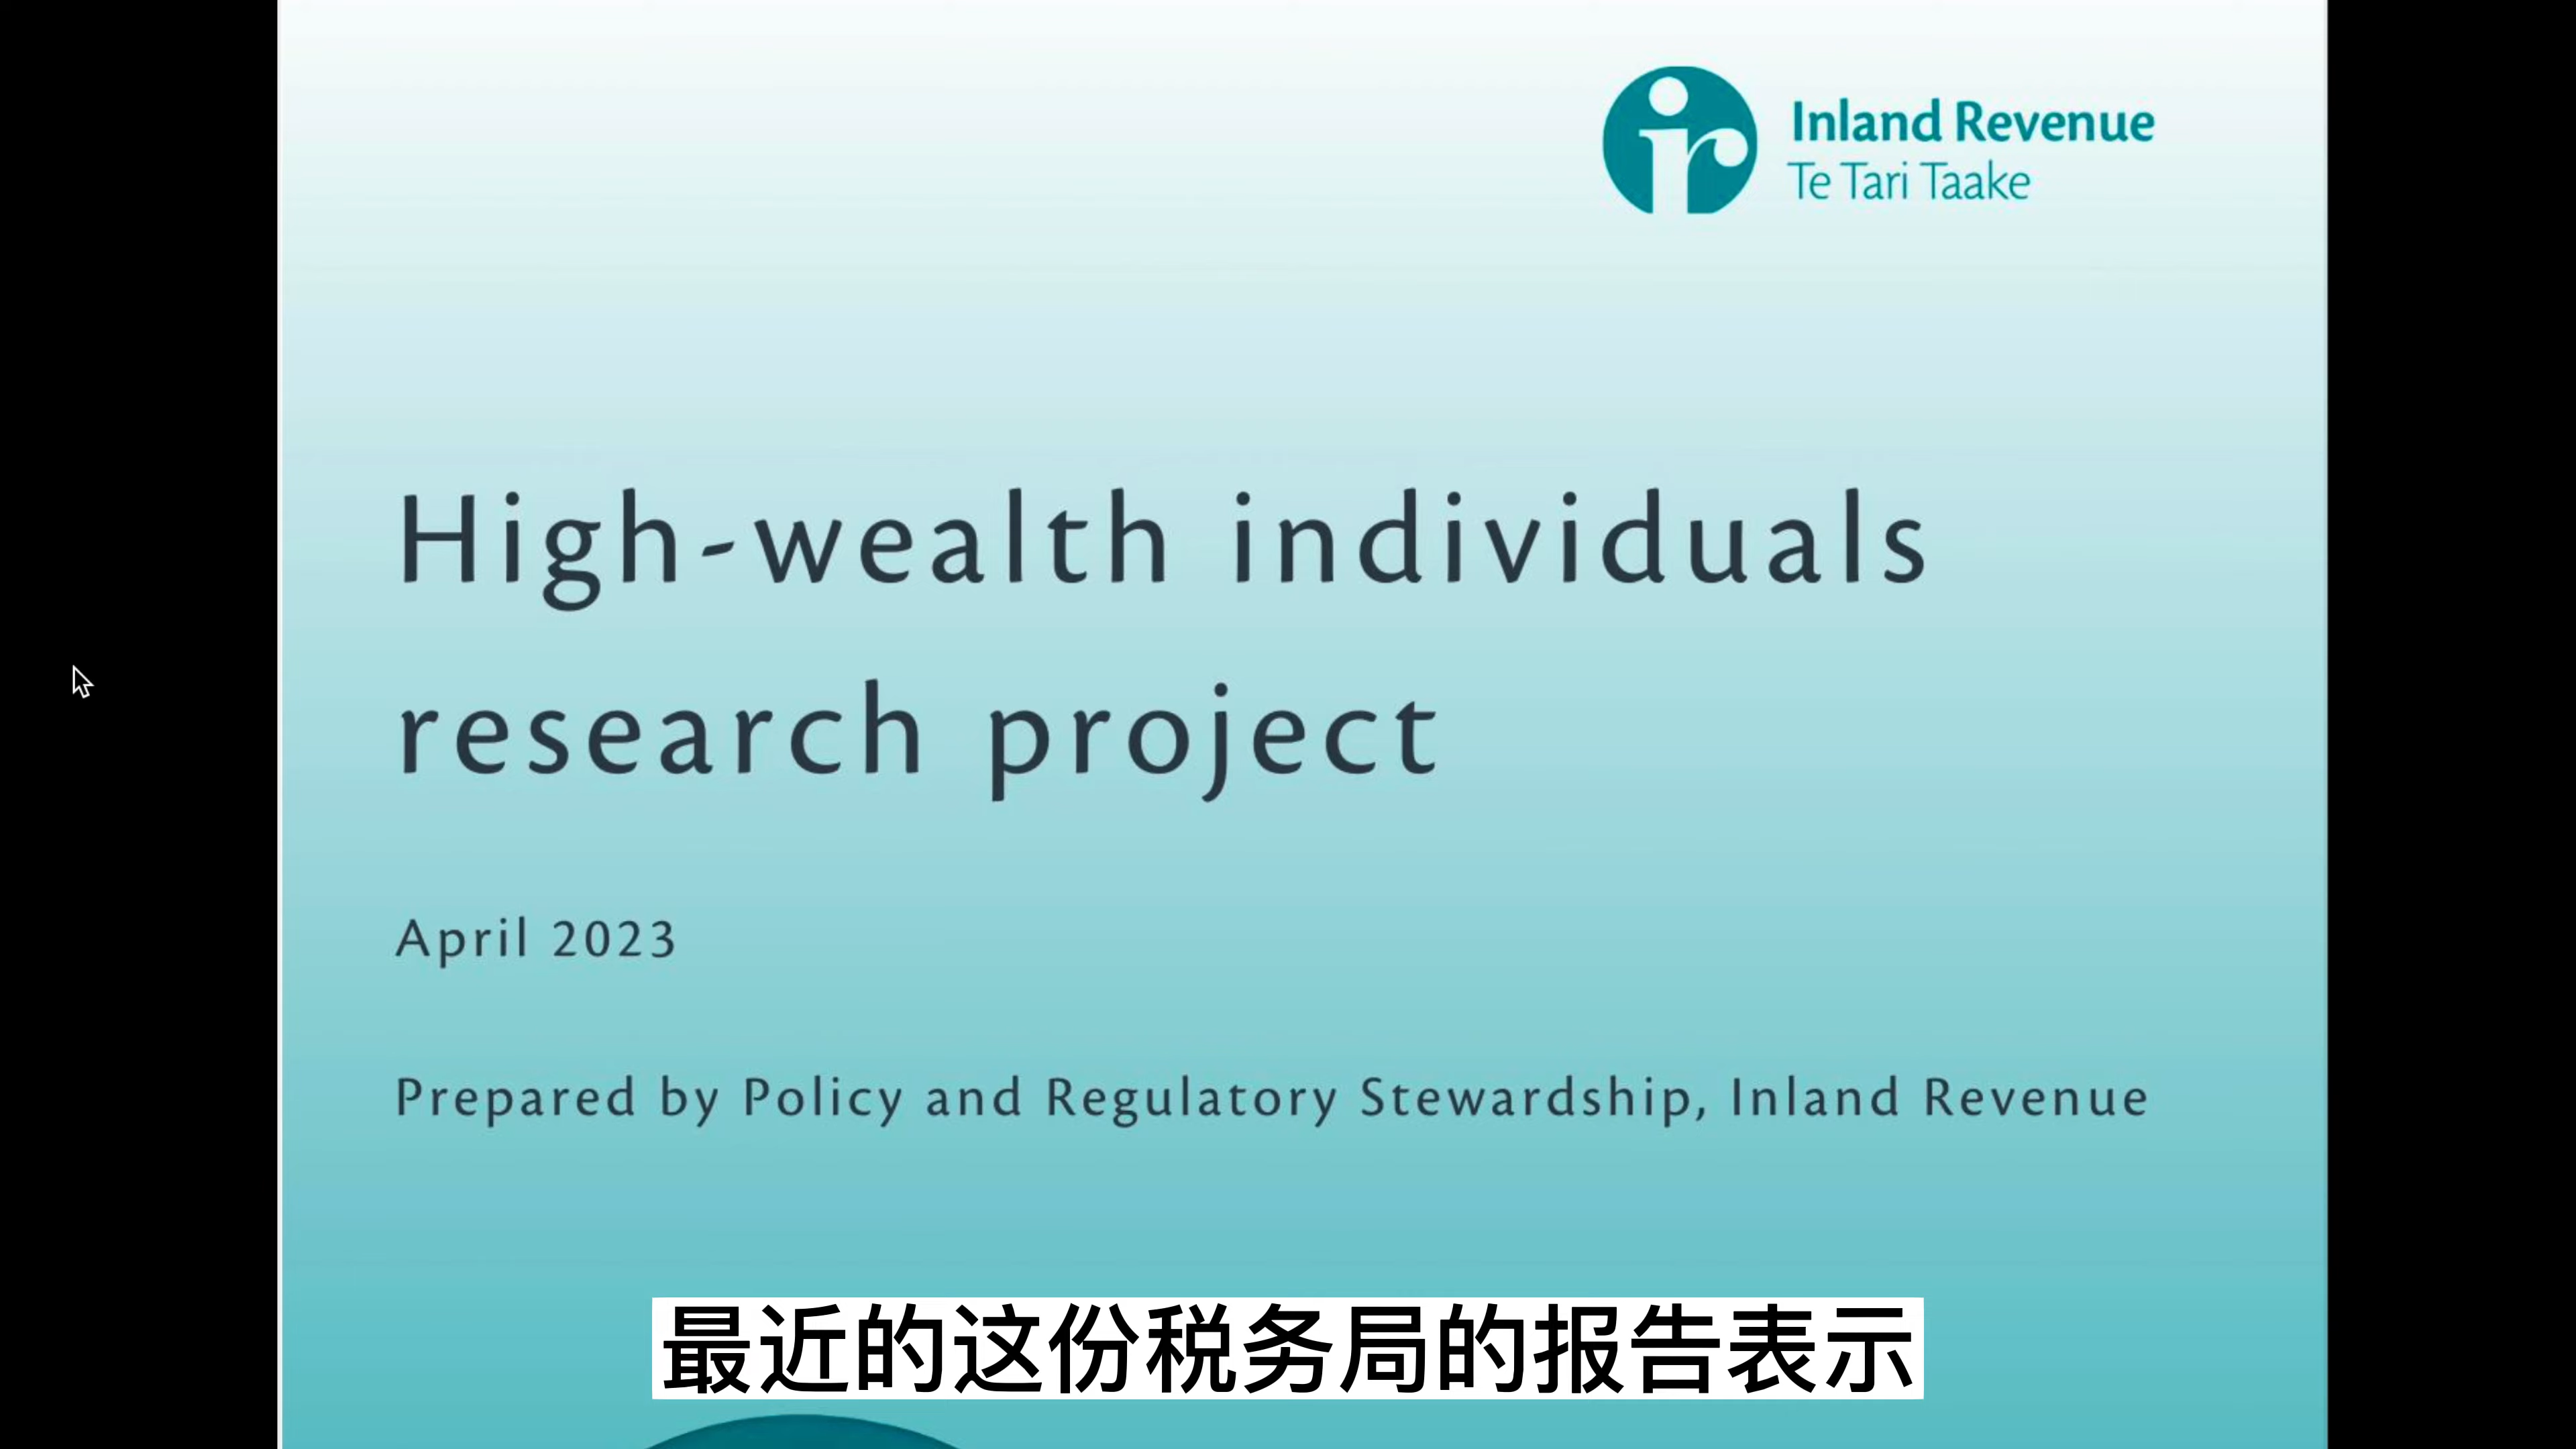 Inland Revenue
Te Tari Taake
High-wealth individuals
research project
April 2023
Prepared by Policy and Regulatory Stewardship, Inland Revenue
最近的这份税务局的报告表示